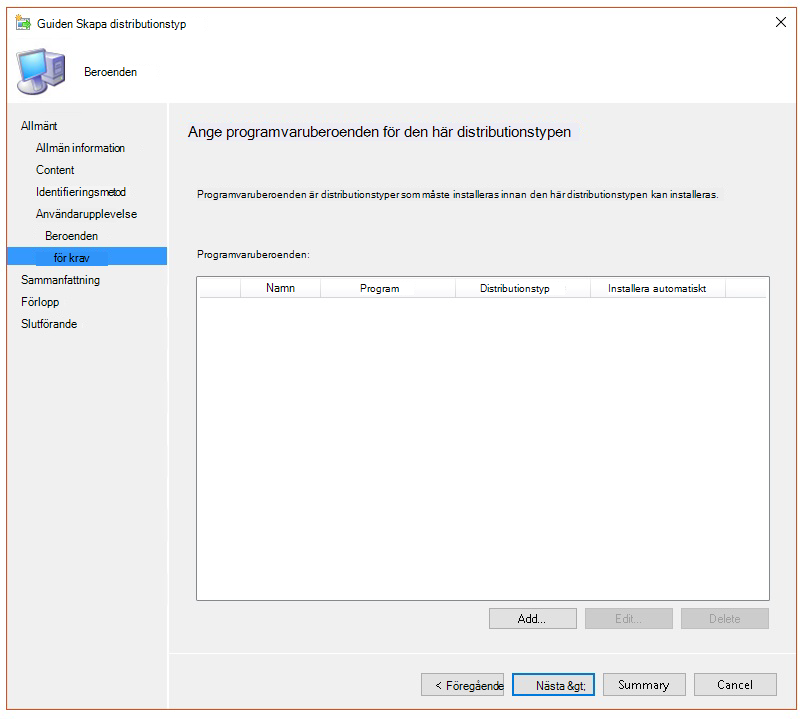 Guiden Skapa distributionstyp
Beroenden
Allmänt
Allmän information
Content
Identifieringsmetod
Användarupplevelse
Beroenden
för krav
Sammanfattning
Förlopp
Slutförande
Ange programvaruberoenden för den här distributionstypen
Programvaruberoenden är distributionstyper som måste installeras innan den här distributionstypen kan installeras.
Programvaruberoenden:
Namn Program Distributionstyp Installera automatiskt
Add... Edit... Delete
< Föregående Nästa &gt; Summary Cancel